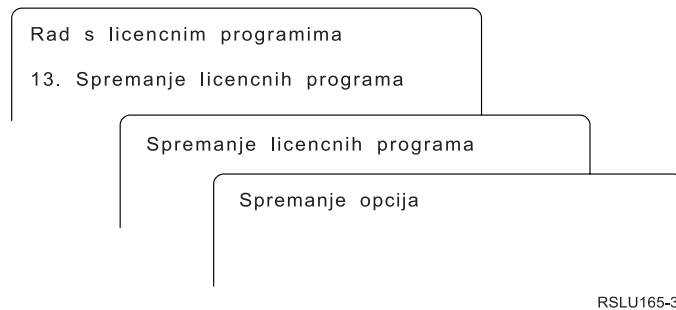 Rad s licencnim programima
13. Spremanje licencnih programa
Spremanje licencnih programa
Spremanje opcija
RSLU165-3